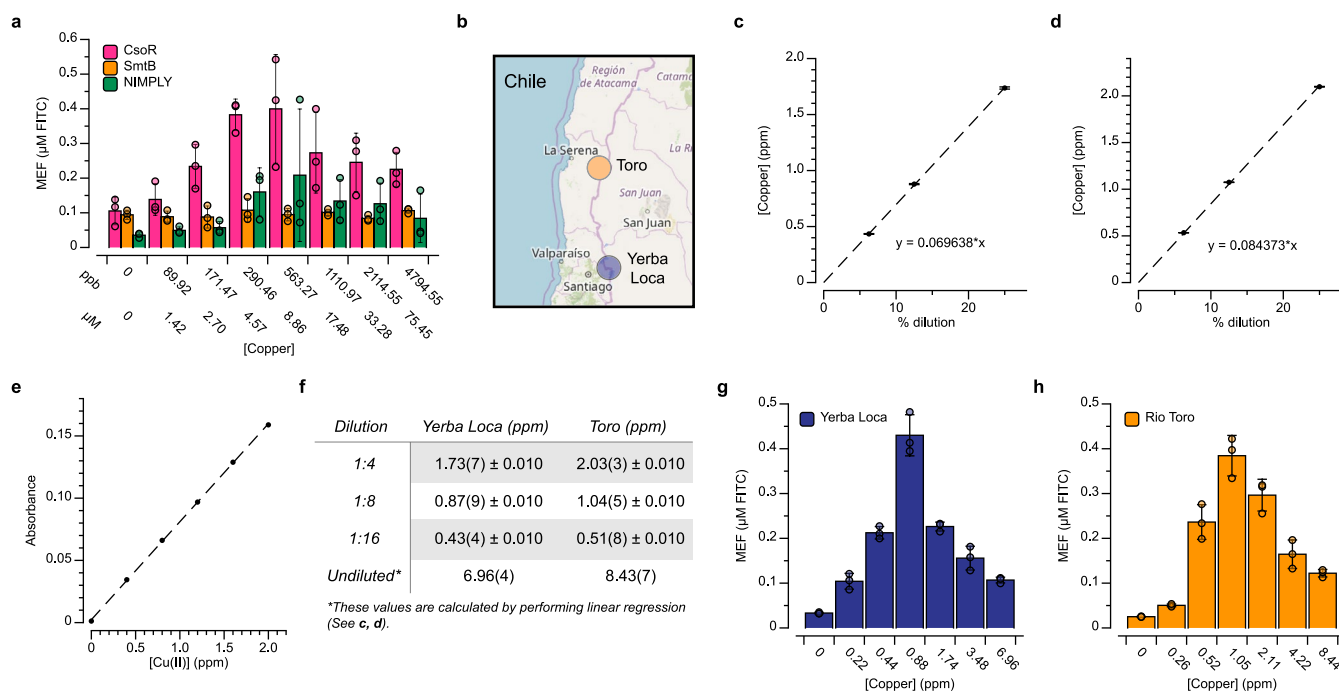 a
MEF (µM FITC)
0.6
0.5
0.4
0.3
0.2
0.1
0
CsoR
SmtB
NIMPLY
ppb
0
89.92
171.47
290.46
563.27
1110.97
2114.55
4794.55
µM
0
1.42
2.70
4.57
8.86
17.48
33.28
75.45
[Copper]
b
Chile
Región
de Atacama
Catama
La Serena
Toro
La Ri
San Juan
San Juan
Valparaíso
Santiago
Yerba
Loca
c
[Copper] (ppm)
2.0
1.5
1.0
0.5
0
y = 0.069638*x
0
10
20
% dilution
d
[Copper] (ppm)
2.0
1.5
1.0
0.5
0
y = 0.084373*x
0
10
20
% dilution
e
Absorbance
0.15
0.10
0.05
0
0
0.5
1.0
1.5
2.0
[Cu(II)] (ppm)
f
Dilution Yerba Loca (ppm) Toro (ppm)
1:4 1.73(7) ± 0.010 2.03(3) ± 0.010
1:8 0.87(9) ± 0.010 1.04(5) ± 0.010
1:16 0.43(4) ± 0.010 0.51(8) ± 0.010
Undiluted* 6.96(4) 8.43(7)
*These values are calculated by performing linear regression
(See c, d).
g
MEF (µM FITC)
0.5
0.4
0.3
0.2
0.1
0
Yerba Loca
0
0.22
0.44
0.88
1.74
3.48
6.96
[Copper] (ppm)
h
MEF (µM FITC)
0.5
0.4
0.3
0.2
0.1
0
Rio Toro
0
0.26
0.52
1.05
2.11
4.22
8.44
[Copper] (ppm)